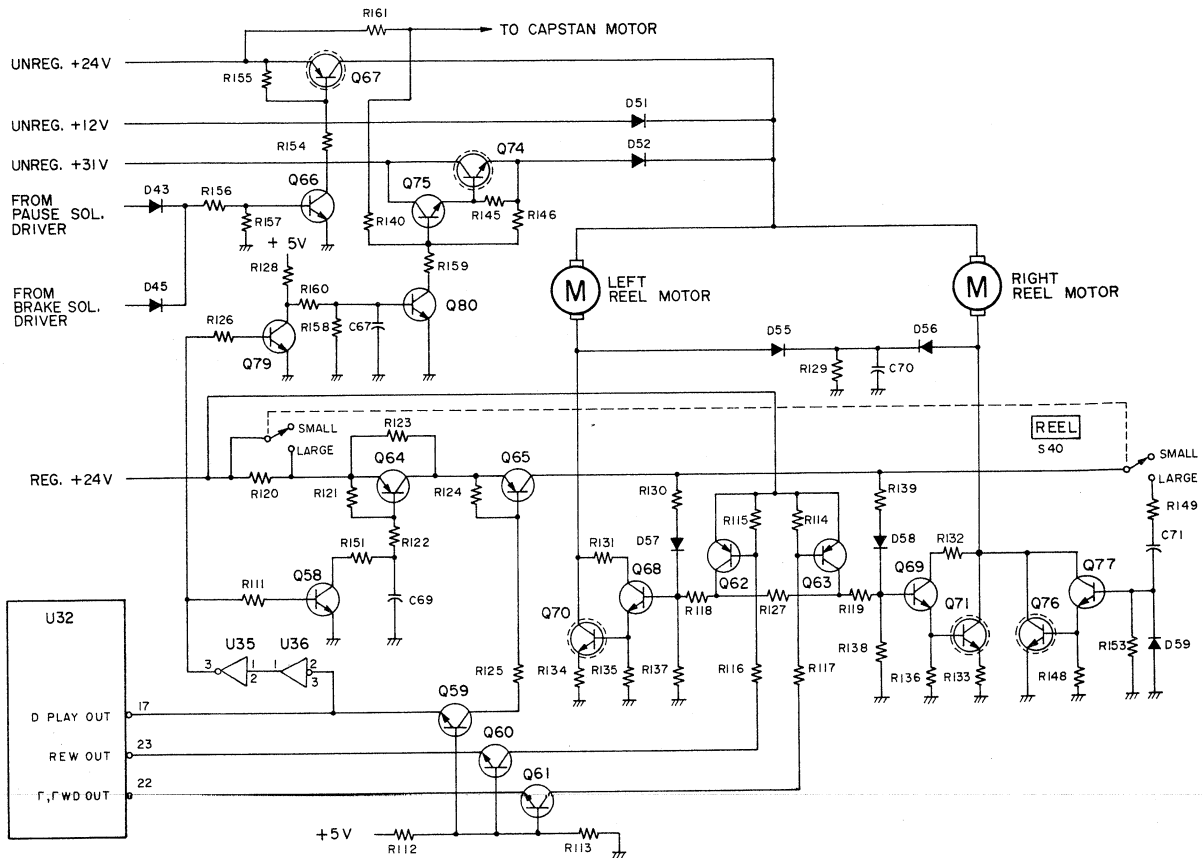 R161
TO CAPSTAN MOTOR
UNREG. +24V
R155
Q67
UNREG. +12V
D51
R154
UNREG. +31V
Q74
D52
Q75
FROM
PAUSE SOL.
DRIVER
D43
R156
Q66
R157
R140
R145
R146
+ 5V
R128
R159
M
LEFT
REEL MOTOR
M
RIGHT
REEL MOTOR
FROM
BRAKE SOL.
DRIVER
D45
R160
Q80
R126
R158
C67
Q79
D55
D56
R129
C70
REEL
S40
SMALL
LARGE
R123
Q64
Q65
REG. +24V
R120
R121
R124
SMALL
LARGE
R149
C71
R130
R139
R115
R114
R122
R151
D57
D58
R131
R132
Q58
Q68
Q62
Q63
Q69
Q77
R111
C69
R118
R127
R119
Q70
Q71
Q76
U32
U35
U36
3
1
2
1
2
3
R125
R134
R135
R137
R116
R117
R138
R136
R133
R148
R153
D59
Q59
D PLAY OUT
17
Q60
REW OUT
23
Q61
Γ,ΓWD OUT
22
+5V
R112
R113